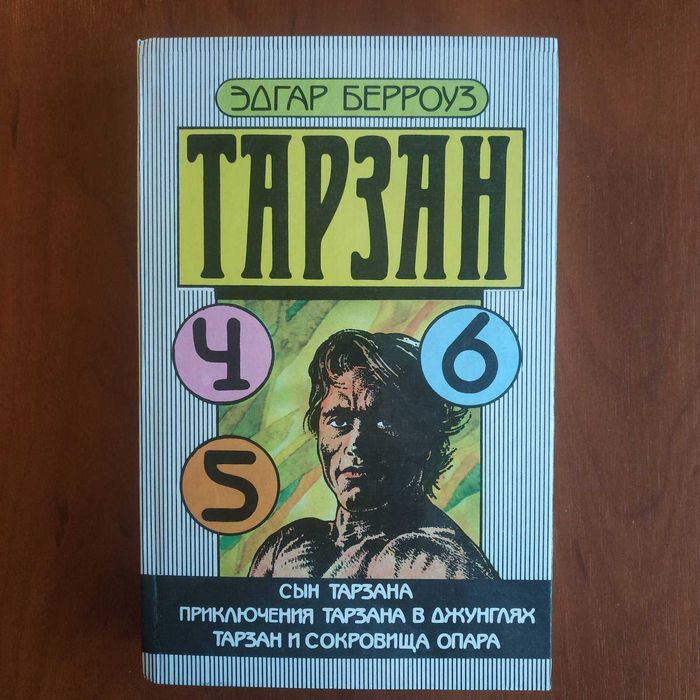 ЭДГАР БЕРРОУЗ
ТАРЗАН
4
6
5
СЫН ТАРЗАНА
ПРИКЛЮЧЕНИЯ ТАРЗАНА В ДЖУНГЛЯХ
ТАРЗАН И СОКРОВИЩА ОПАРА